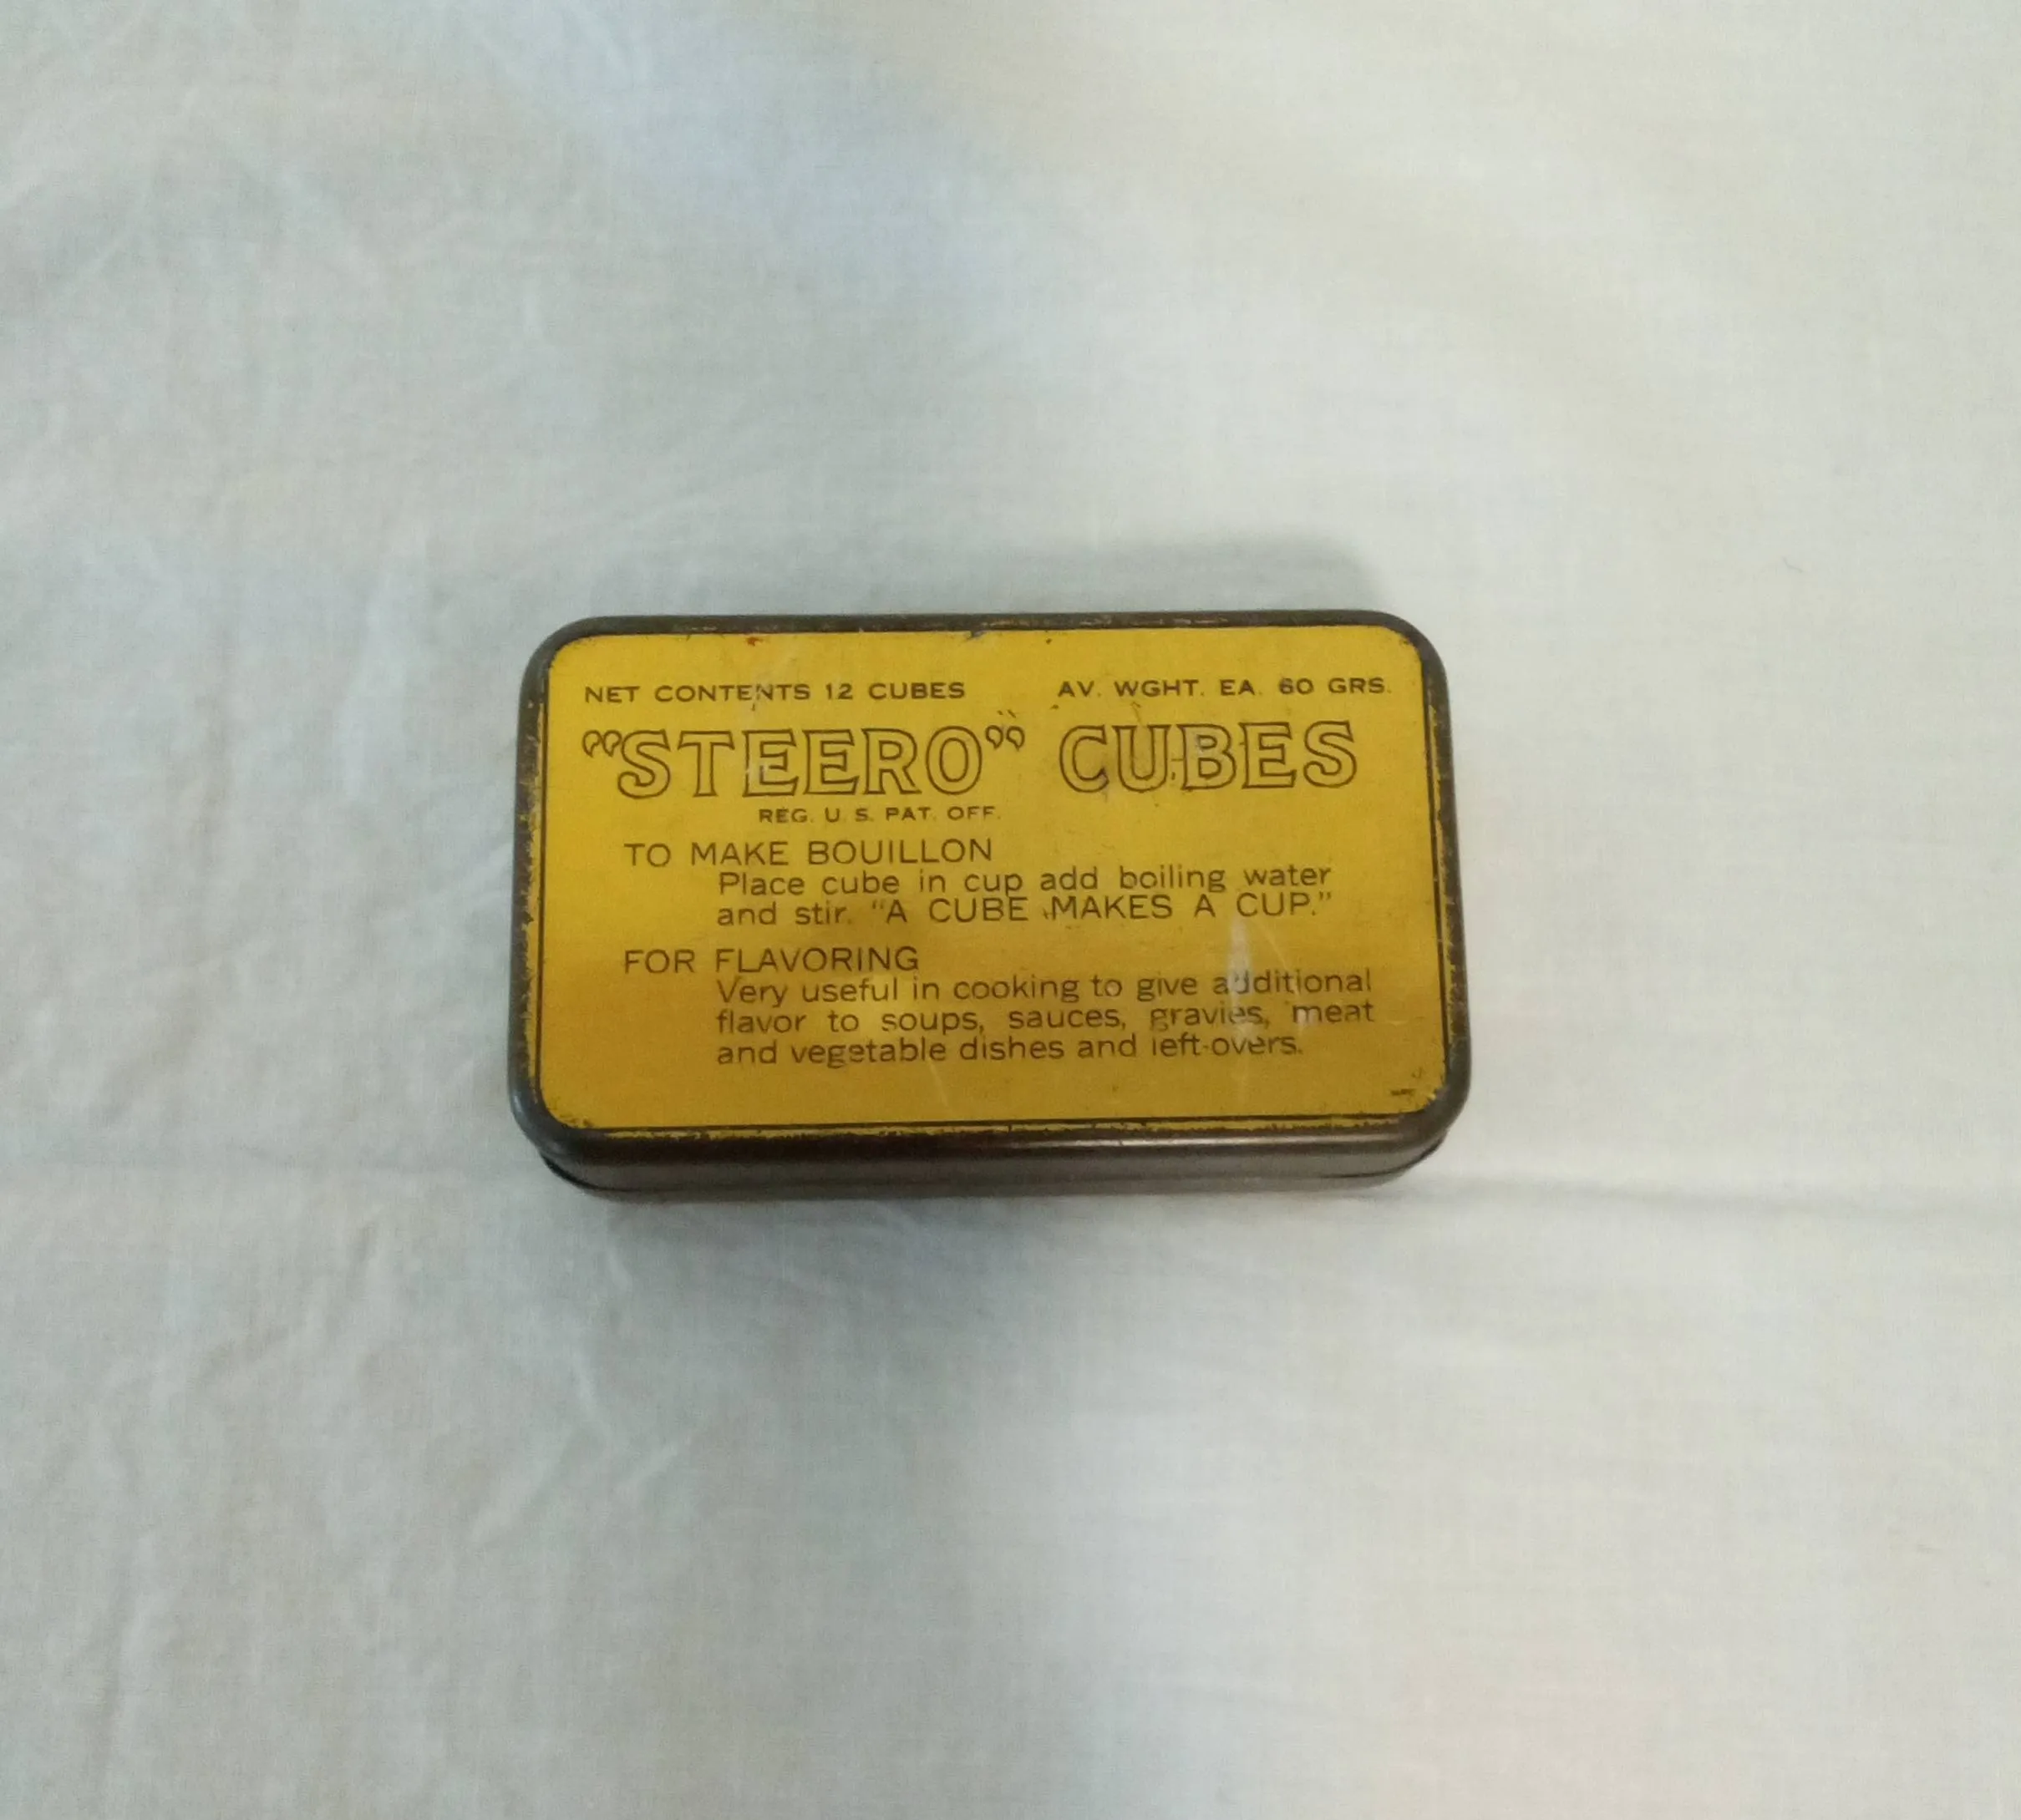 NET CONTENTS 12 CUBES AV. WGHT. EA. 60 GRS.
"STEERO" CUBES
REG. U. S. PAT. OFF.
TO MAKE BOUILLON
Place cube in cup add boiling water
and stir. "A CUBE MAKES A CUP."
FOR FLAVORING
Very useful in cooking to give additional
flavor to soups, sauces, gravies, meat
and vegetable dishes and left-overs.